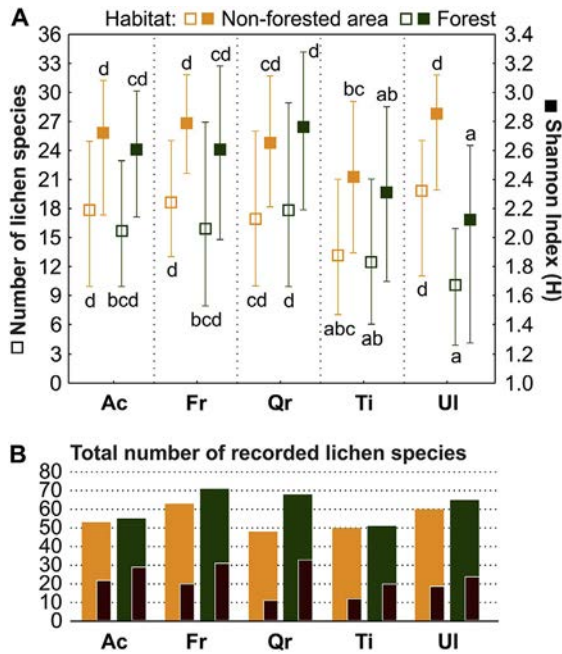 A
Habitat: Non-forested area Forest
36 3.4
33 3.2
30 3.0
27 2.8
24 2.6
21 2.4
18 2.2
15 2.0
12 1.8
9 1.6
6 1.4
3 1.2
0 1.0
Number of lichen species
Shannon Index (H)
d cd d cd cd d bc ab d a
d bcd d bcd cd d abc ab d a
Ac Fr Qr Ti Ul
B Total number of recorded lichen species
80
70
60
50
40
30
20
10
0
Ac Fr Qr Ti Ul